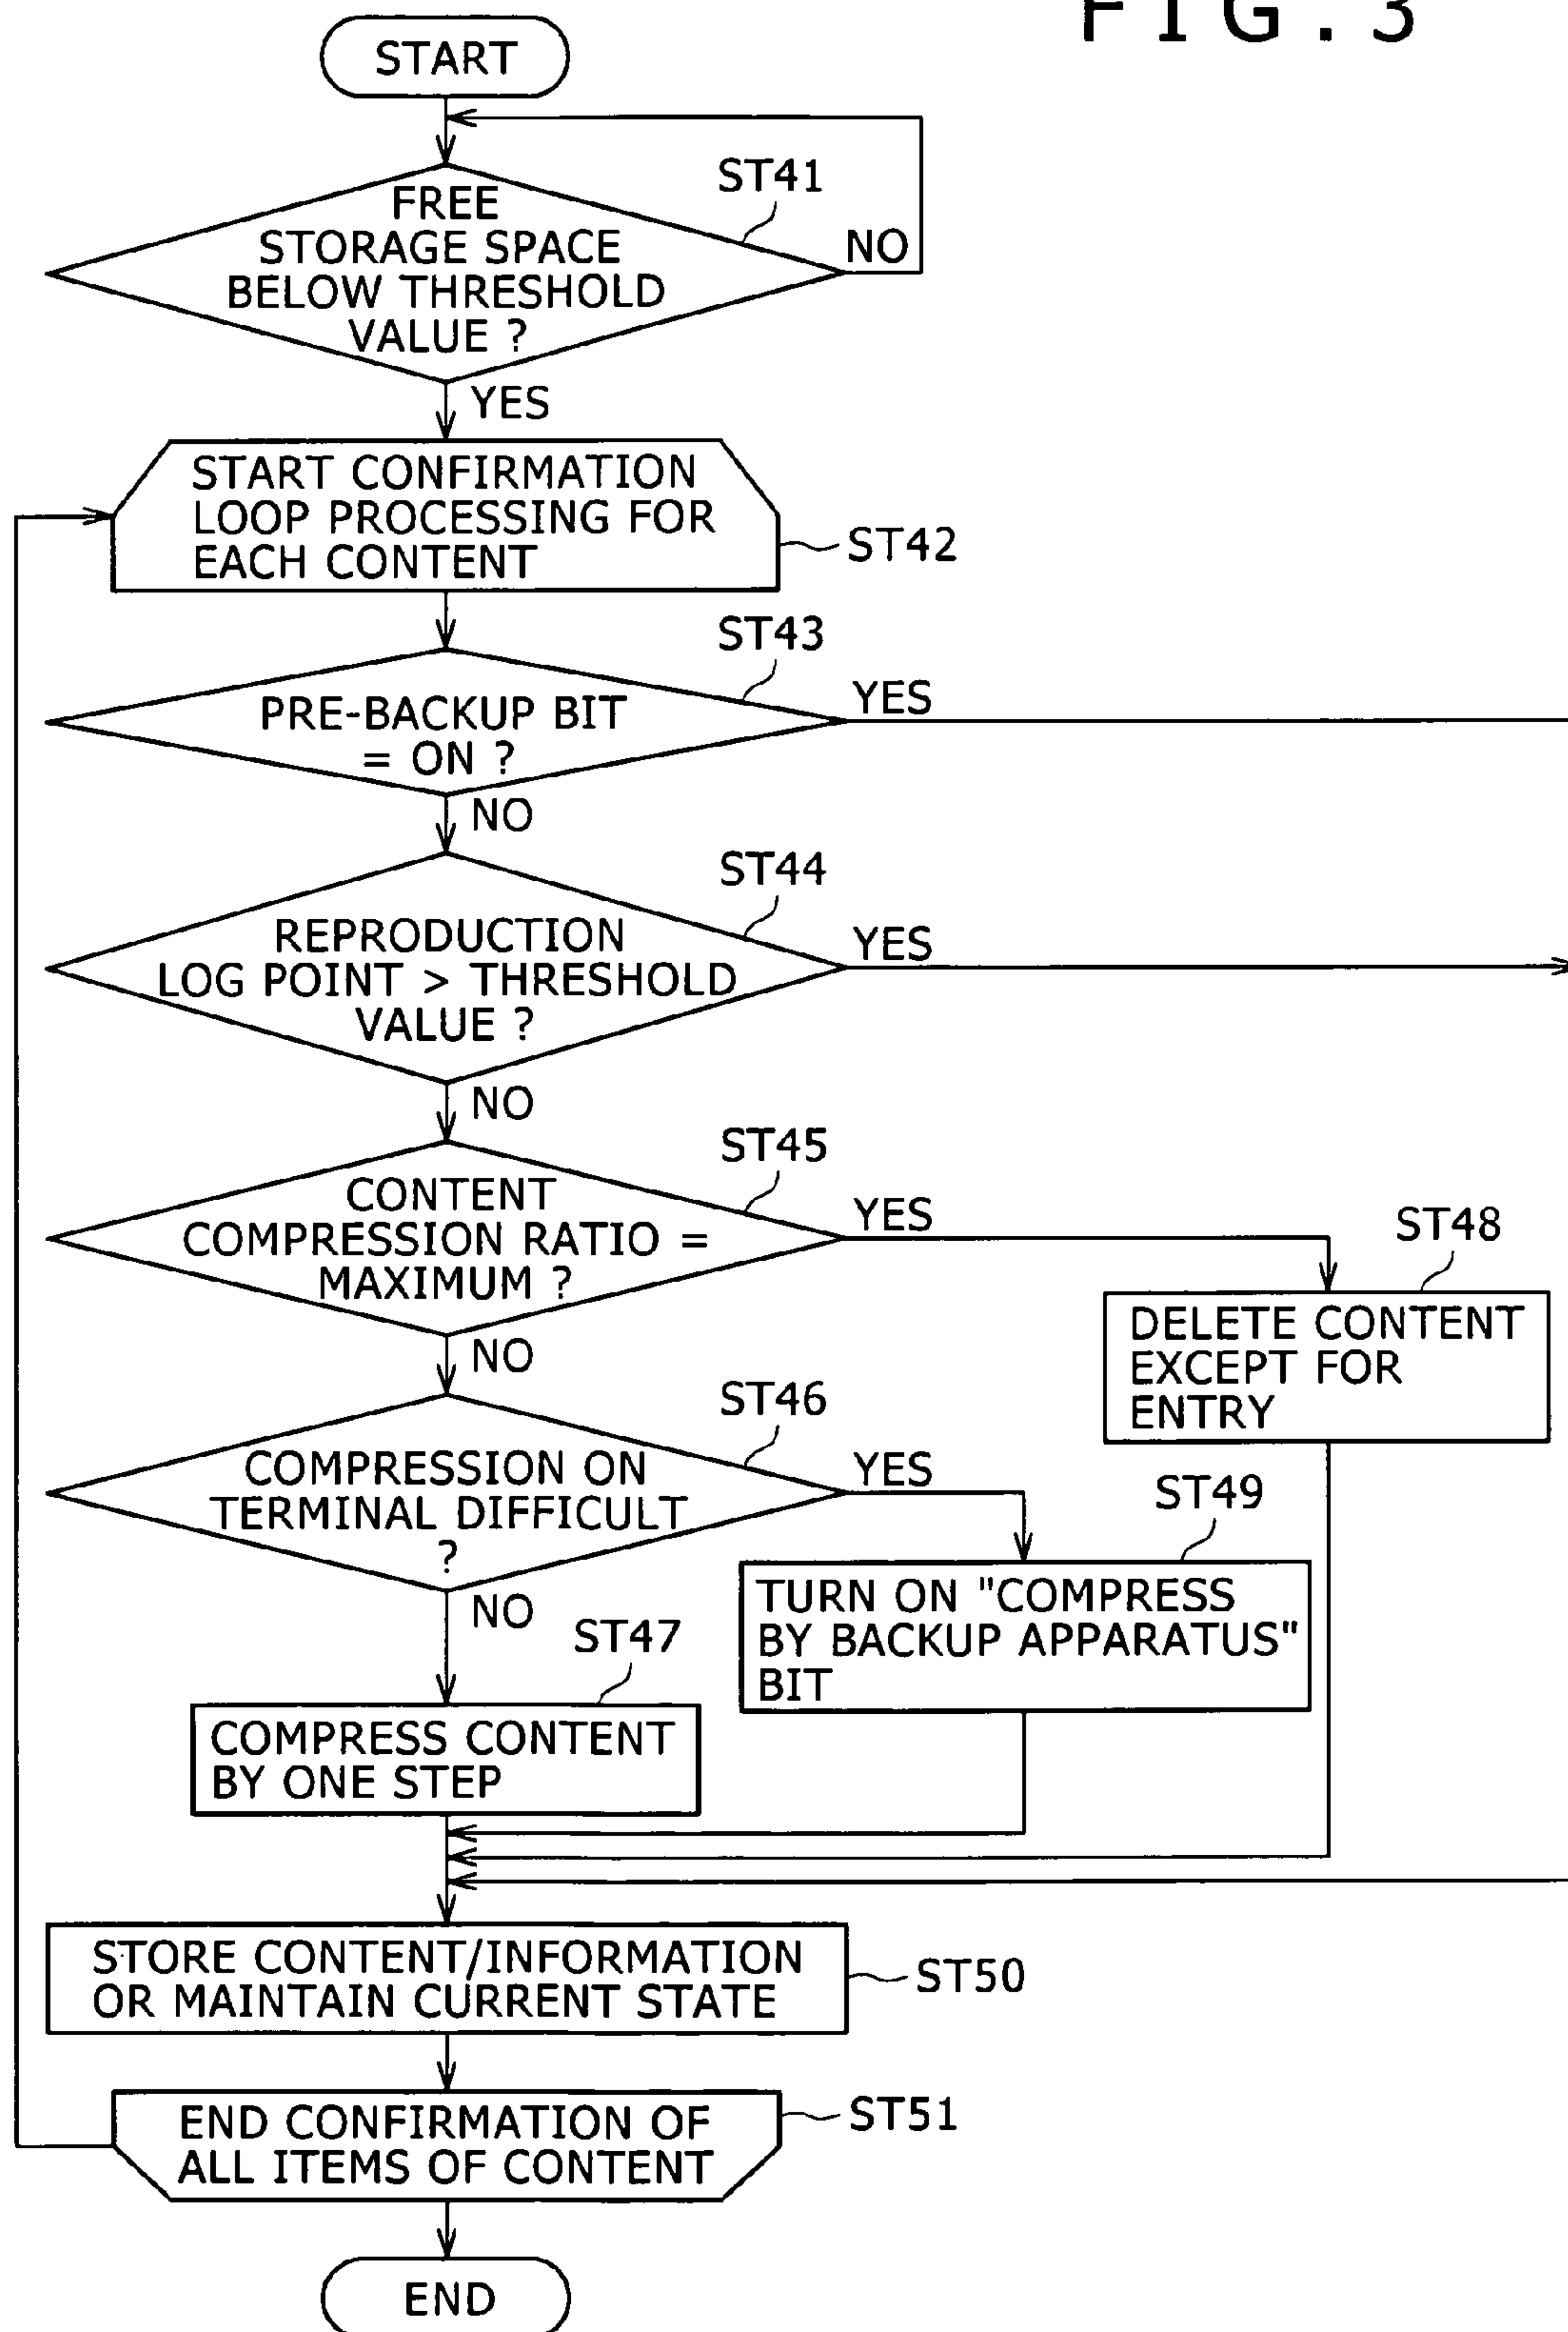 FIG.3
START
ST41
FREE
STORAGE SPACE
BELOW THRESHOLD
VALUE ?
NO
YES
START CONFIRMATION
LOOP PROCESSING FOR
EACH CONTENT
ST42
ST43
PRE-BACKUP BIT
= ON ?
YES
NO
ST44
REPRODUCTION
LOG POINT > THRESHOLD
VALUE ?
YES
NO
ST45
CONTENT
COMPRESSION RATIO =
MAXIMUM ?
YES
NO
ST48
DELETE CONTENT
EXCEPT FOR
ENTRY
ST46
COMPRESSION ON
TERMINAL DIFFICULT
?
YES
NO
ST49
TURN ON "COMPRESS
BY BACKUP APPARATUS"
BIT
ST47
COMPRESS CONTENT
BY ONE STEP
STORE CONTENT/INFORMATION
OR MAINTAIN CURRENT STATE
ST50
END CONFIRMATION OF
ALL ITEMS OF CONTENT
ST51
END